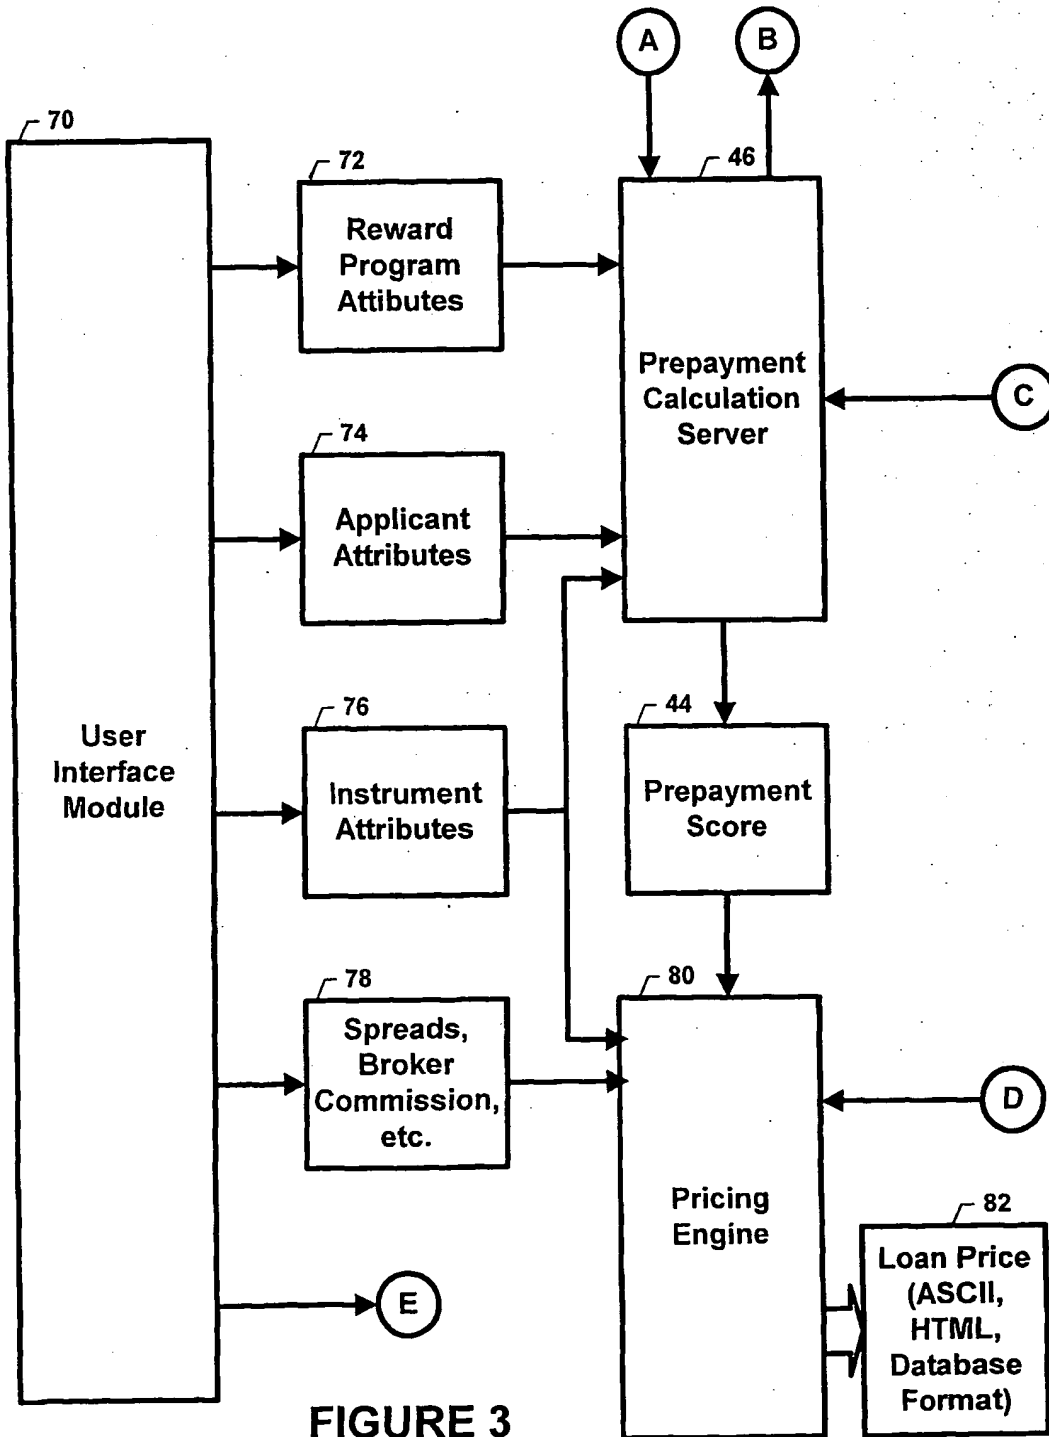 A
B
70
72
46
Reward
Program
Attibutes
Prepayment
Calculation
Server
C
74
Applicant
Attributes
76
44
User
Interface
Module
Instrument
Attributes
Prepayment
Score
78
80
Spreads,
Broker
Commission,
etc.
D
Pricing
Engine
82
Loan Price
(ASCII,
HTML,
Database
Format)
E
FIGURE 3